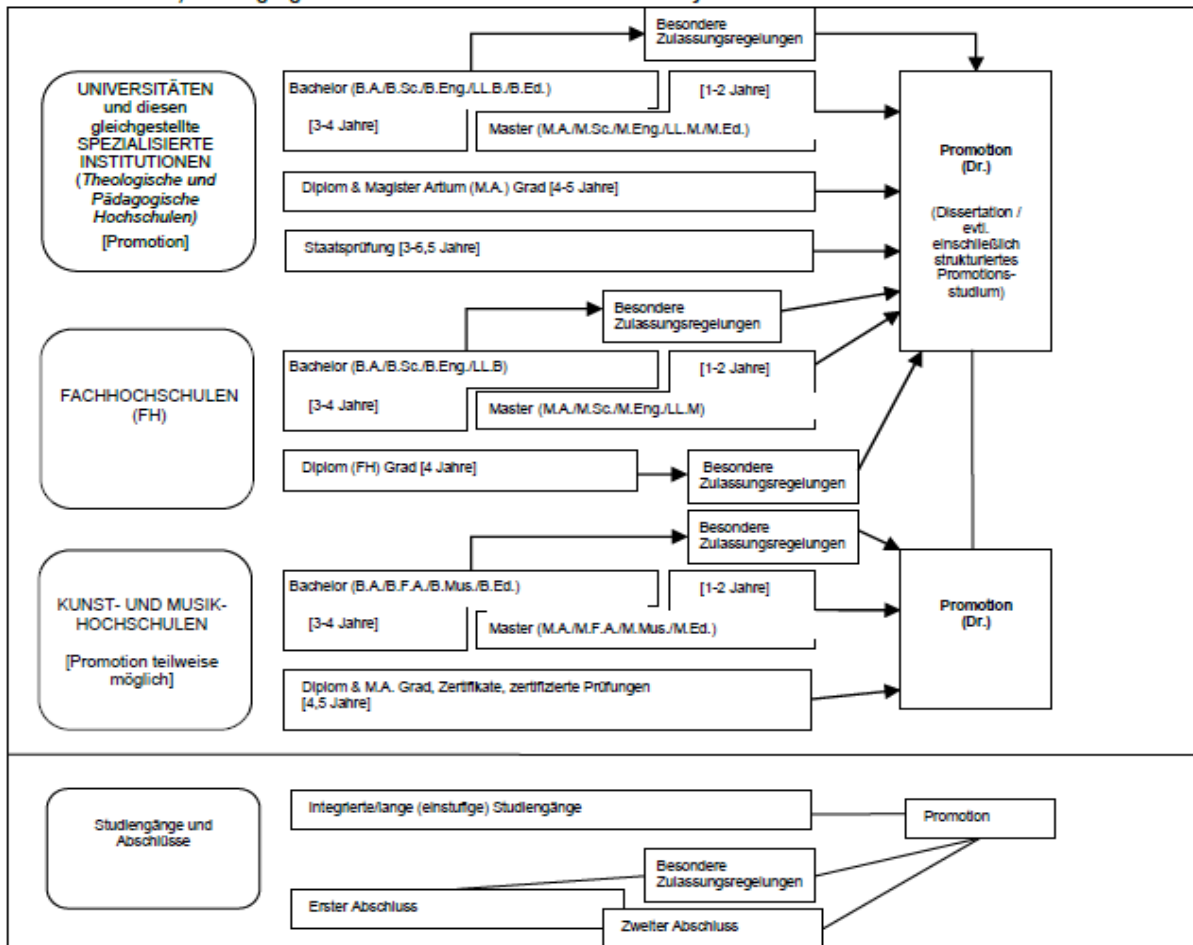 Besondere
Zulassungsregelungen
UNIVERSITÄTEN
und diesen
gleichgestellte
SPEZIALISIERTE
INSTITUTIONEN
(Theologische und
Pädagogische
Hochschulen)
[Promotion]
Bachelor (B.A./B.Sc./B.Eng./LL.B./B.Ed.)
[3-4 Jahre]
[1-2 Jahre]
Master (M.A./M.Sc./M.Eng./LL.M./M.Ed.)
Diplom & Magister Artium (M.A.) Grad [4-5 Jahre]
Staatsprüfung [3-6,5 Jahre]
Promotion
(Dr.)
(Dissertation /
evtl.
einschließlich
strukturiertes
Promotions-
studium)
FACHHOCHSCHULEN
(FH)
Besondere
Zulassungsregelungen
Bachelor (B.A./B.Sc./B.Eng./LL.B)
[3-4 Jahre]
[1-2 Jahre]
Master (M.A./M.Sc./M.Eng./LL.M)
Diplom (FH) Grad [4 Jahre]
Besondere
Zulassungsregelungen
KUNST- UND MUSIK-
HOCHSCHULEN
[Promotion teilweise
möglich]
Besondere
Zulassungsregelungen
Bachelor (B.A./B.F.A./B.Mus./B.Ed.)
[3-4 Jahre]
[1-2 Jahre]
Master (M.A./M.F.A./M.Mus./M.Ed.)
Diplom & M.A. Grad, Zertifikate, zertifizierte Prüfungen
[4,5 Jahre]
Promotion
(Dr.)
Studiengänge und
Abschlüsse
Integrierte/lange (einstufige) Studiengänge
Promotion
Besondere
Zulassungsregelungen
Erster Abschluss
Zweiter Abschluss